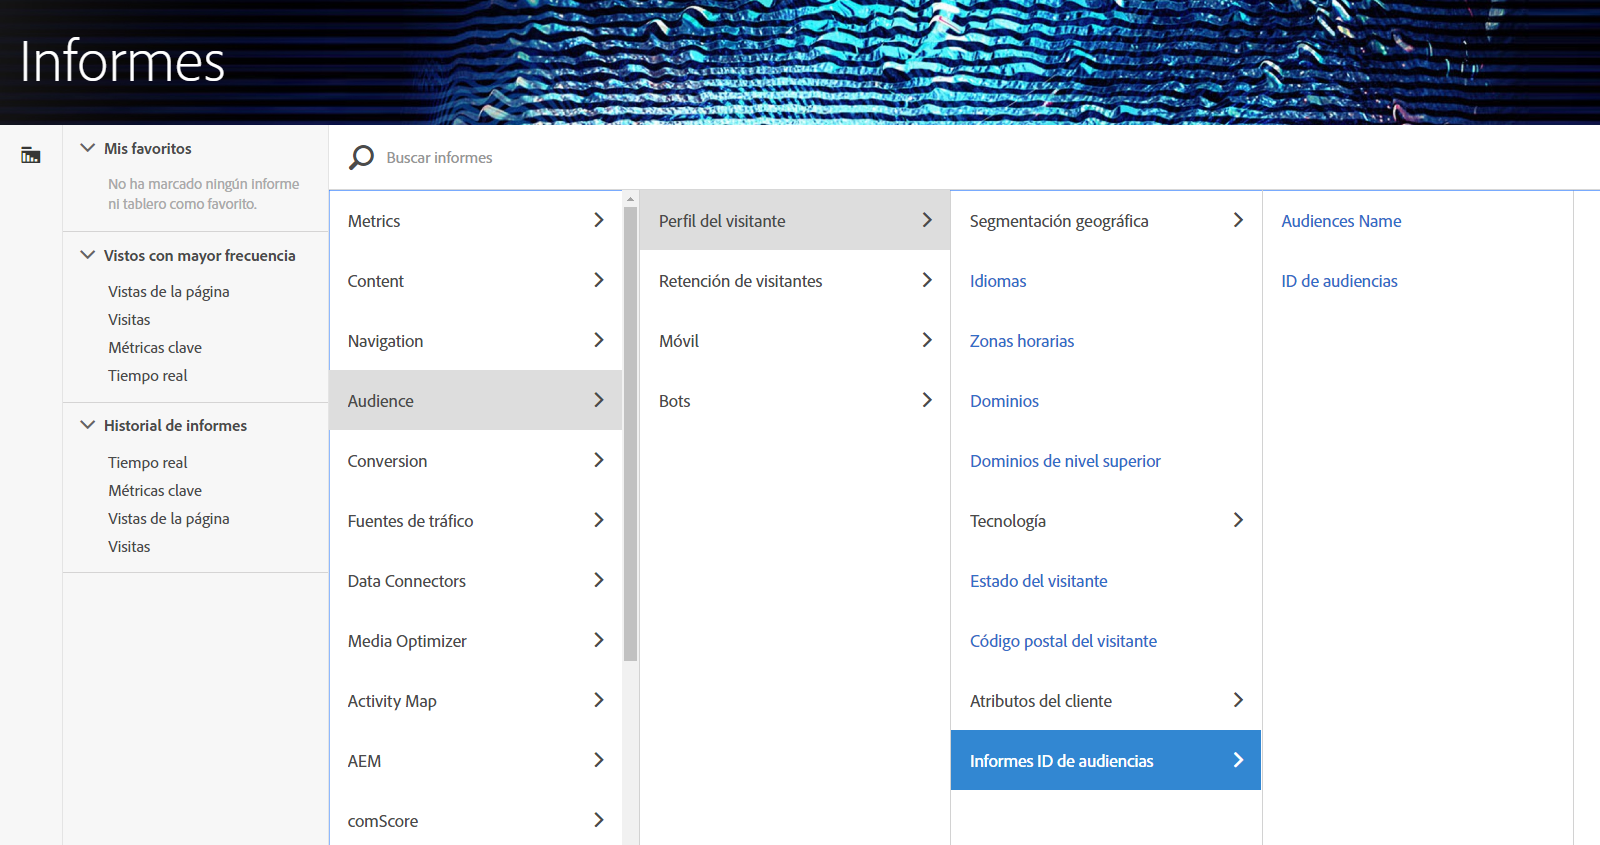 Informes
Mis favoritos
No ha marcado ningún informe
ni tablero como favorito.
Vistos con mayor frecuencia
Vistas de la página
Visitas
Métricas clave
Tiempo real
Historial de informes
Tiempo real
Métricas clave
Vistas de la página
Visitas
Buscar informes
Metrics
Content
Navigation
Audience
Conversion
Fuentes de tráfico
Data Connectors
Media Optimizer
Activity Map
AEM
comScore
Perfil del visitante
Retención de visitantes
Móvil
Bots
Segmentación geográfica
Idiomas
Zonas horarias
Dominios
Dominios de nivel superior
Tecnología
Estado del visitante
Código postal del visitante
Atributos del cliente
Informes ID de audiencias
Audiences Name
ID de audiencias